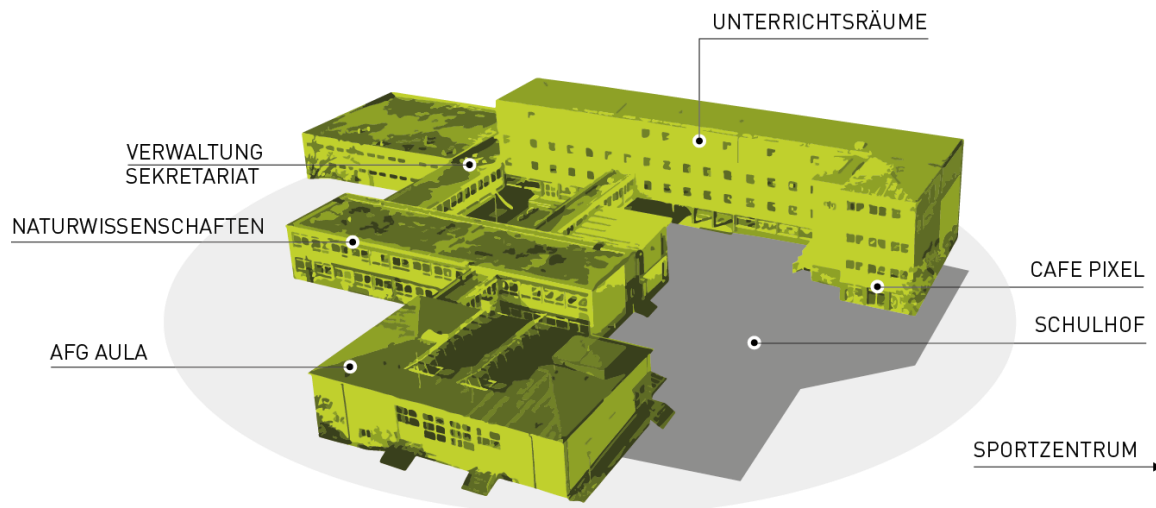 UNTERRICHTSRÄUME
VERWALTUNG
SEKRETARIAT
NATURWISSENSCHAFTEN
CAFE PIXEL
SCHULHOF
AFG AULA
SPORTZENTRUM